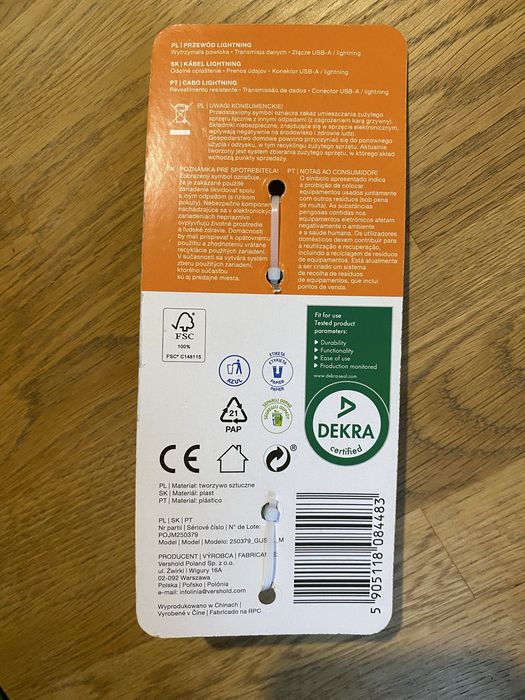 PL | PRZEWÓD LIGHTNING
Wytrzymała powłoka • Transmisja danych • Złącze USB-A / lightning
SK | KÁBEL LIGHTNING
Odolné opláštenie • Prenos údajov • Konektor USB-A / lightning
PT | CABO LIGHTNING
Revestimento resistente • Transmissão de dados • Conector USB-A / lightning
PL | UWAGI KONSUMENCKIE!
Przedstawiony symbol oznacza zakaz umieszczania zużytego
sprzętu łącznie z innymi odpadami (z zagrożeniem karą grzywny).
Składniki niebezpieczne, znajdujące się w sprzęcie elektronicznym,
wpływają negatywnie na środowisko i zdrowie ludzi.
Gospodarstwo domowe powinno przyczyniać się do ponownego
użycia i odzysku, w tym recyklingu zużytego sprzętu. Aktualnie
tworzony jest system zbierania zużytego sprzętu, w którego skład
wchodzą punkty sprzedaży.
SK | POZNÁMKA PRE SPOTREBITEĽA!
Zobrazený symbol označuje,
že je zakázané použité
zariadenie likvidovať spolu
s iným odpadom (s rizikom
pokuty). Nebezpečné komponenty
nachádzajúce sa v elektronických
zariadeniach nepriaznivo
ovplyvňujú životné prostredie
a ľudské zdravie. Domácnosti
by mali prispievať k opätovnému
použitiu a zhodnoteniu vrátane
recyklácie použitých zariadení.
V súčasnosti sa vytvára systém
zberu použitých zariadení,
ktorého súčasťou
sú aj predajné miesta.
PT | NOTAS AO CONSUMIDOR!
O símbolo apresentado indica
a proibição de colocar
equipamentos usados juntamente
com outros resíduos (sob pena
de multa). As substâncias
perigosas contidas nos
equipamentos eletrónicos afetam
negativamente o ambiente
e a saúde humana. Os utilizadores
domésticos devem contribuir para
a reutilização e recuperação,
incluindo a reciclagem de resíduos
de equipamentos. Está atualmente
a ser criado um sistema
de recolha de resíduos
de equipamentos, que inclui
pontos de venda.
FSC
100%
FSC® C148115
AZUL
ETIKETA
ETYKIETA
PAPIER
PAPIER
21
PAP
SEPARUJ ODPAD
SEGREGUJ ODPADY
Fit for use
Tested product
parameters:
Durability
Functionality
Ease of use
Production monitored
www.dekraseal.com
DEKRA
certified
CE
®
PL | Materiał: tworzywo sztuczne
SK | Materiál: plast
PT | Material: plástico
PL | SK | PT
Nr partii | Sériové číslo | Nº de Lote:
POJM250379
Model | Model | Modelo: 250379_GUS
M
PRODUCENT | VÝROBCA | FABRICAN
Vershold Poland Sp. z o.o.
ul. Żwirki i Wigury 16A
02-092 Warszawa
Polska | Poľsko | Polónia
e-mail: infolinia@vershold.com
Wyprodukowano w Chinach |
Vyrobené v Číne | Fabricado na RPC
5 905118 084483